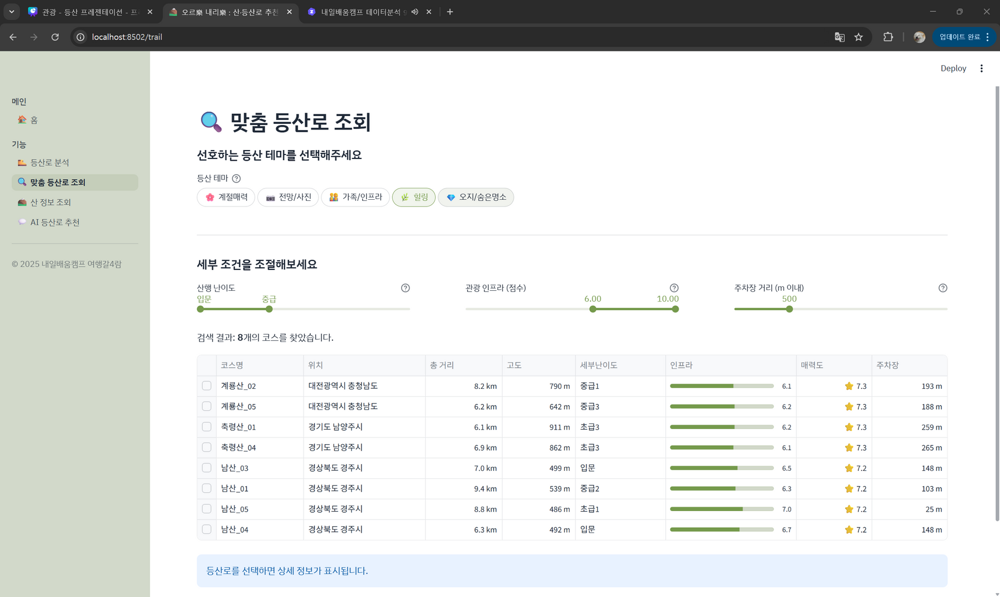 관광 - 등산 프레젠테이션 - 프
오르樂 내리樂 : 산·등산로 추천
내일배움캠프 데이터분석 9
localhost:8502/trail
업데이트 완료
Deploy
메인
홈
기능
등산로 분석
맞춤 등산로 조회
산 정보 조회
AI 등산로 추천
© 2025 내일배움캠프 여행갈4람
맞춤 등산로 조회
선호하는 등산 테마를 선택해주세요
등산 테마
계절매력 전망/사진 가족/인프라 힐링 오지/숨은명소
세부 조건을 조절해보세요
산행 난이도 관광 인프라 (점수) 주차장 거리 (m 이내)
입문 중급 6.00 10.00 500
검색 결과: 8개의 코스를 찾았습니다.
코스명 위치 총 거리 고도 세부난이도 인프라 매력도 주차장
계룡산_02 대전광역시 충청남도 8.2 km 790 m 중급1 6.1 7.3 193 m
계룡산_05 대전광역시 충청남도 6.2 km 642 m 중급3 6.2 7.3 188 m
축령산_01 경기도 남양주시 6.1 km 911 m 초급3 6.2 7.3 259 m
축령산_04 경기도 남양주시 6.9 km 862 m 초급3 6.1 7.3 265 m
남산_03 경상북도 경주시 7.0 km 499 m 입문 6.5 7.2 148 m
남산_01 경상북도 경주시 9.4 km 539 m 중급2 6.3 7.2 103 m
남산_05 경상북도 경주시 8.8 km 486 m 초급1 7.0 7.2 25 m
남산_04 경상북도 경주시 6.3 km 492 m 입문 6.7 7.2 148 m
등산로를 선택하면 상세 정보가 표시됩니다.